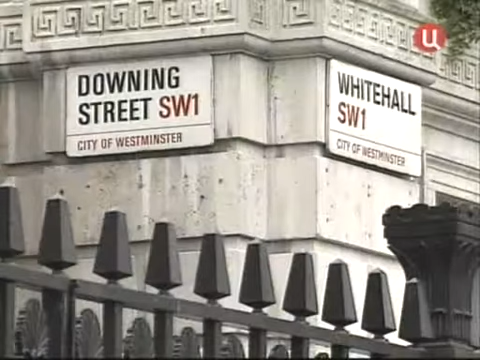 DOWNING
STREET SW1
CITY OF WESTMINSTER
WHITEHALL
SW1
CITY OF WESTMINSTER
Ц